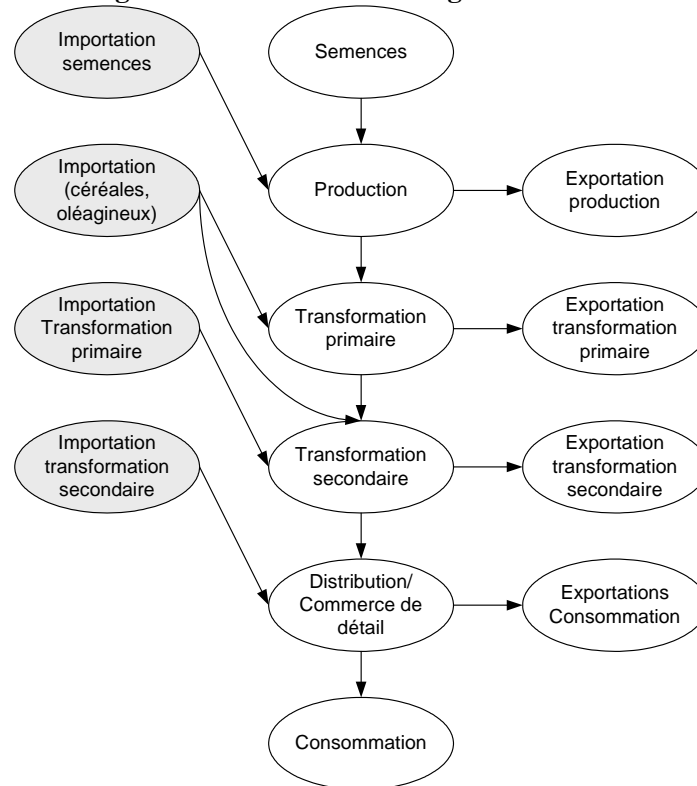 Importation
semences
Semences
Importation
(céréales,
oléagineux)
Production
Exportation
production
Importation
Transformation
primaire
Transformation
primaire
Exportation
transformation
primaire
Importation
transformation
secondaire
Transformation
secondaire
Exportation
transformation
secondaire
Distribution/
Commerce de
détail
Exportations
Consommation
Consommation